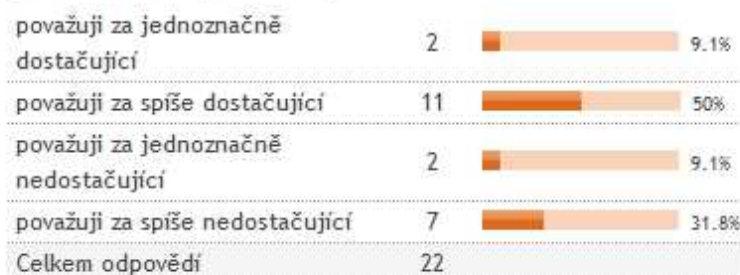 považuji za jednoznačně
dostačující 2 9.1%
považuji za spíše dostačující 11 50%
považuji za jednoznačně
nedostačující 2 9.1%
považuji za spíše nedostačující 7 31.8%
Celkem odpovědí 22